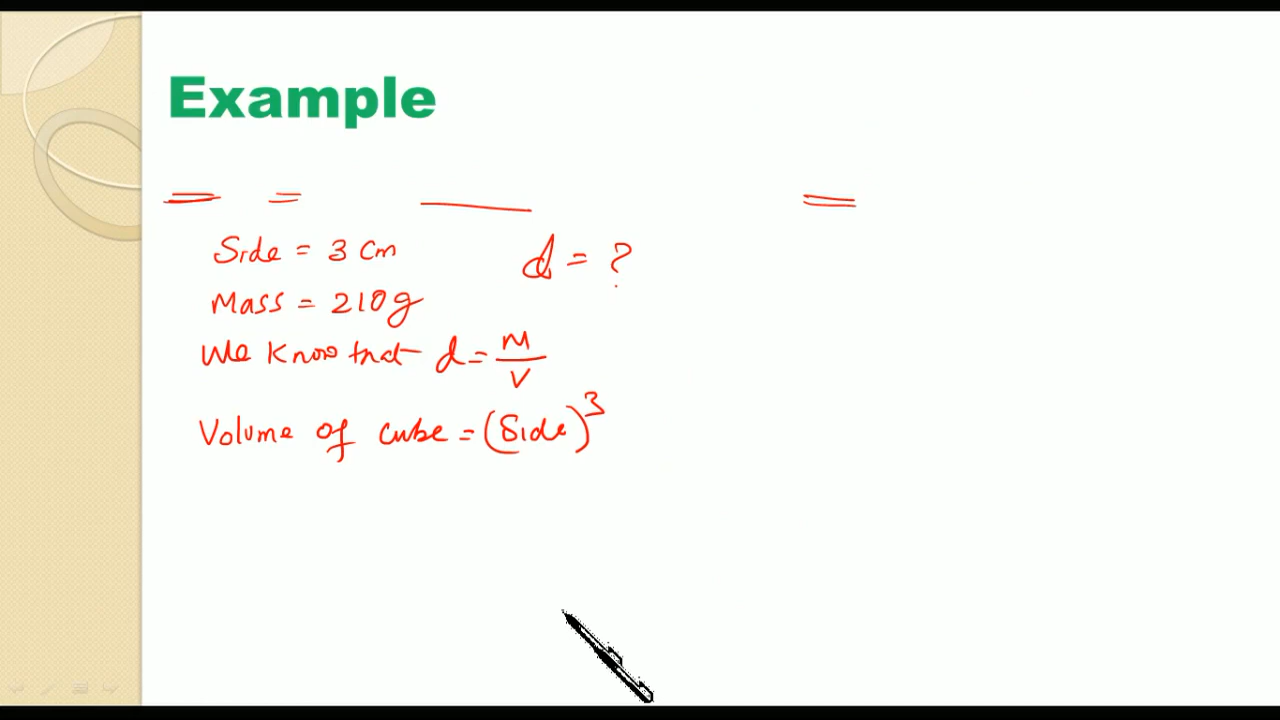 Example
Side = 3 cm
d = ?
Mass = 210g
We know that d = M/V
Volume of cube = (Side)³